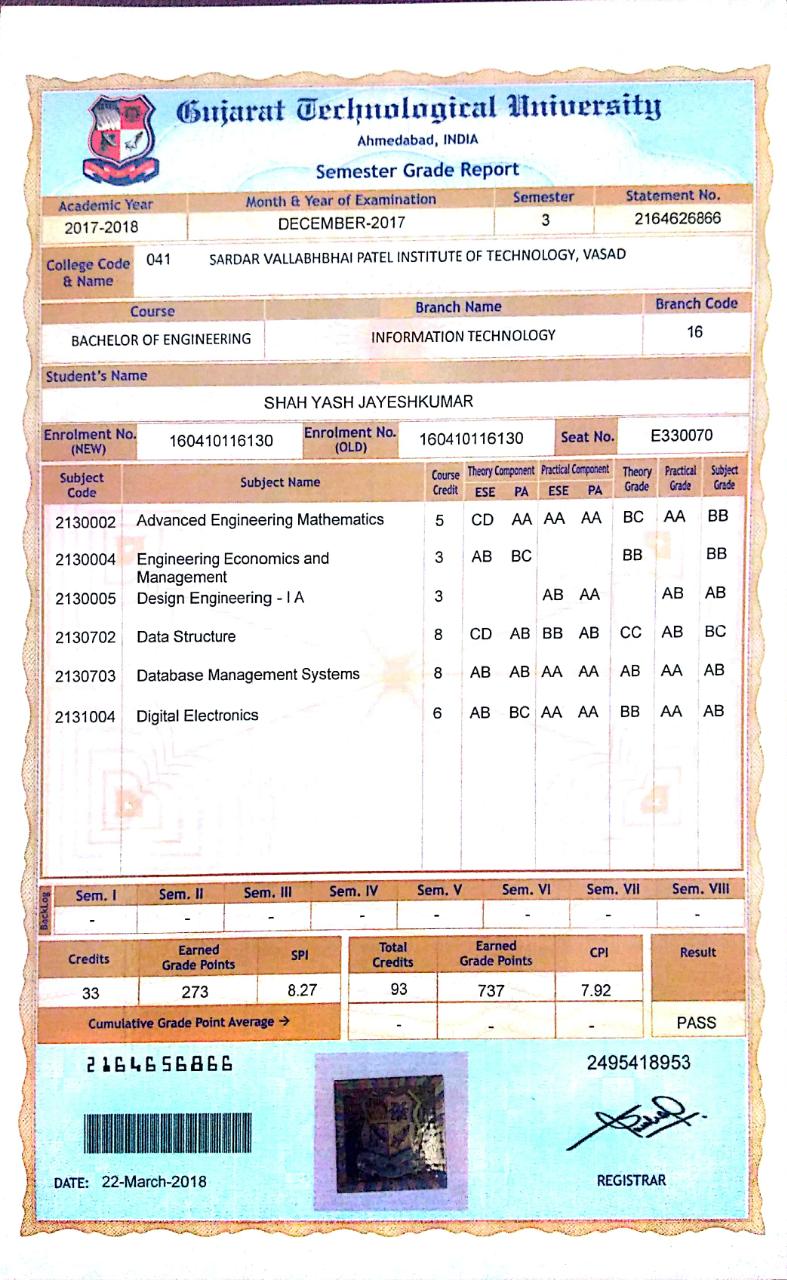 Gujarat Technological University
Ahmedabad, INDIA
Semester Grade Report
Academic Year Month & Year of Examination Semester Statement No.
2017-2018 DECEMBER-2017 3 2164626866
College Code & Name 041 SARDAR VALLABHBHAI PATEL INSTITUTE OF TECHNOLOGY, VASAD
Course Branch Name Branch Code
BACHELOR OF ENGINEERING INFORMATION TECHNOLOGY 16
Student's Name
SHAH YASH JAYESHKUMAR
Enrolment No. (NEW) 160410116130 Enrolment No. (OLD) 160410116130 Seat No. E330070
Subject Code Subject Name Course Credit Theory Component Practical Component Theory Grade Practical Grade Subject Grade
ESE PA ESE PA
2130002 Advanced Engineering Mathematics 5 CD AA AA AA BC AA BB
2130004 Engineering Economics and 3 AB BC BB BB
Management
2130005 Design Engineering - I A 3 AB AA AB AB
2130702 Data Structure 8 CD AB BB AB CC AB BC
2130703 Database Management Systems 8 AB AB AA AA AB AA AB
2131004 Digital Electronics 6 AB BC AA AA BB AA AB
BackLog Sem. I Sem. II Sem. III Sem. IV Sem. V Sem. VI Sem. VII Sem. VIII
- - - - - - - -
Credits Earned Grade Points SPI Total Credits Earned Grade Points CPI Result
33 273 8.27 93 737 7.92
Cumulative Grade Point Average → - - - PASS
2164656866 2495418953
DATE: 22-March-2018 REGISTRAR